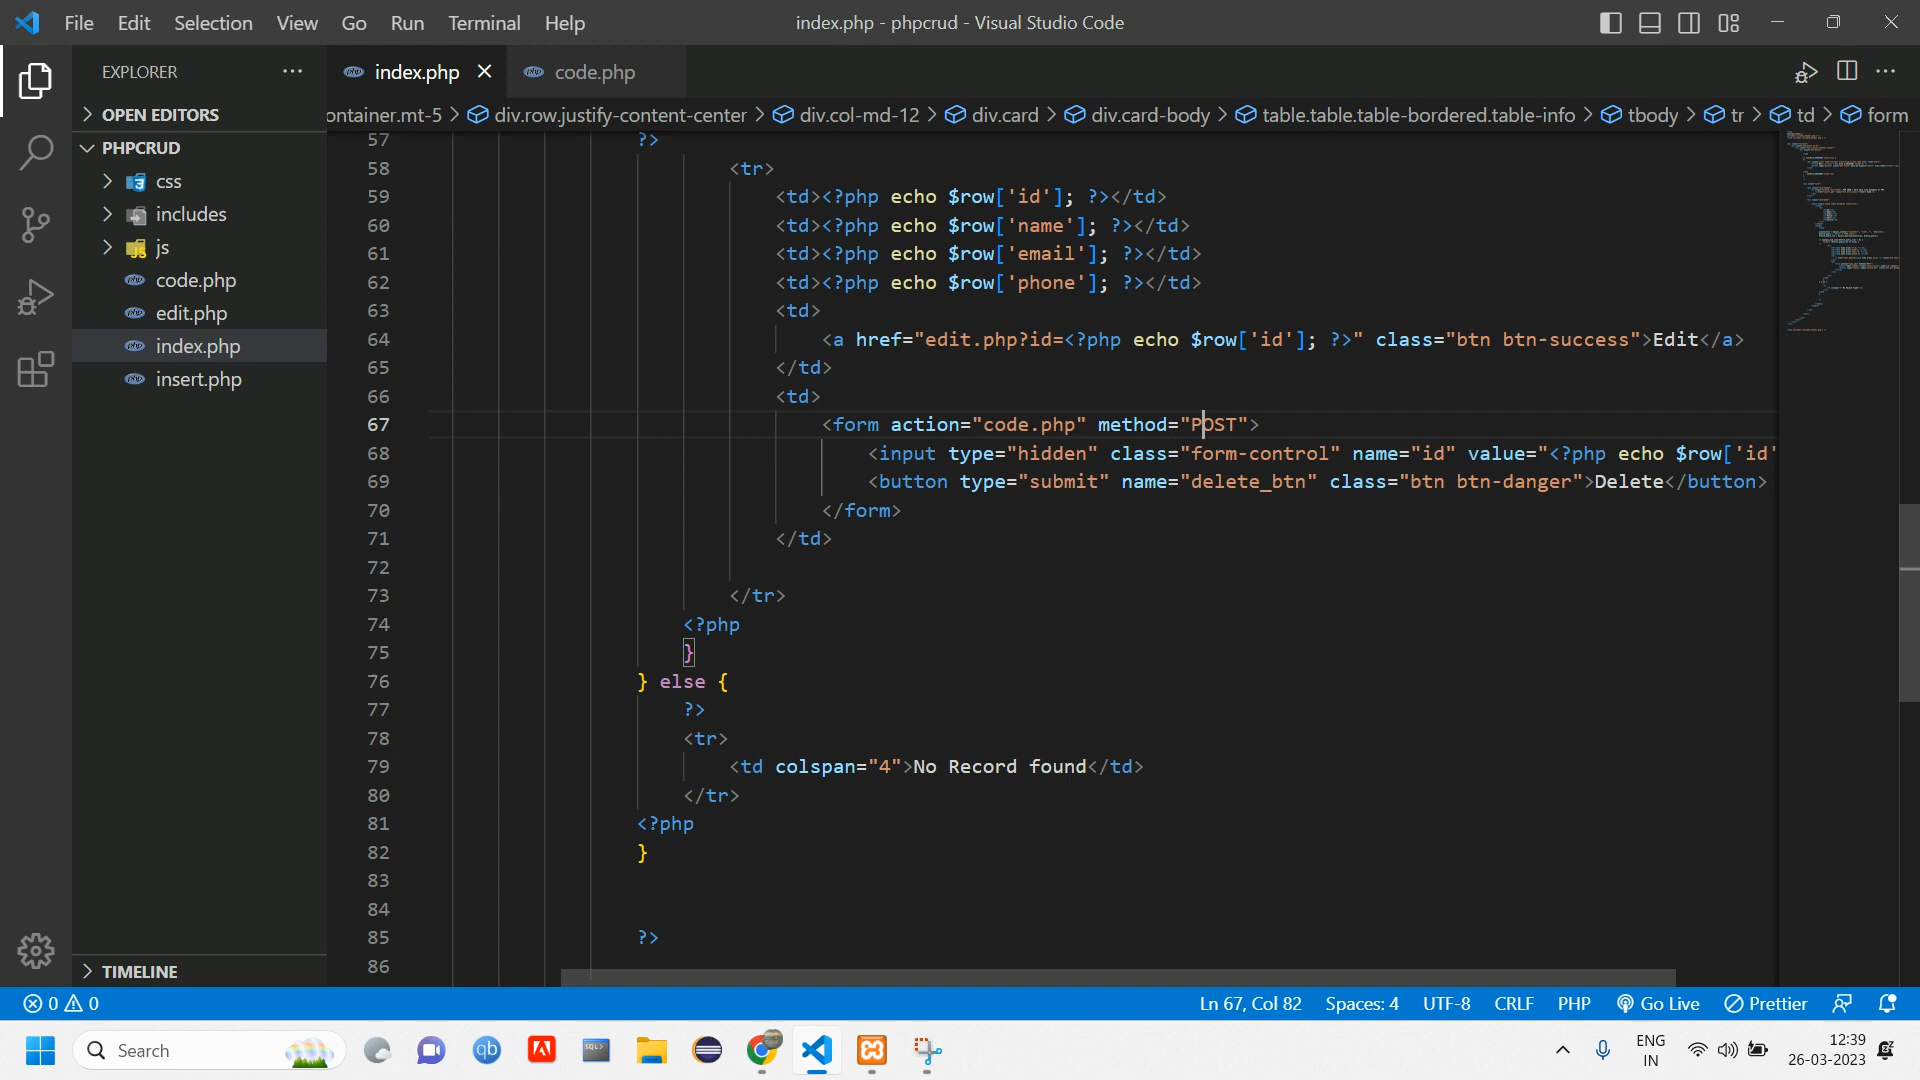 File Edit Selection View Go Run Terminal Help index.php - phpcrud - Visual Studio Code
EXPLORER
index.php
code.php
OPEN EDITORS
ontainer.mt-5 > div.row.justify-content-center > div.col-md-12 > div.card > div.card-body > table.table.table-bordered.table-info > tbody > tr > td > form
PHPCRUD
css
includes
js
code.php
edit.php
index.php
insert.php
TIMELINE
57 ?>
58 <tr>
59 <td><?php echo $row['id']; ?></td>
60 <td><?php echo $row['name']; ?></td>
61 <td><?php echo $row['email']; ?></td>
62 <td><?php echo $row['phone']; ?></td>
63 <td>
64 <a href="edit.php?id=<?php echo $row['id']; ?>" class="btn btn-success">Edit</a>
65 </td>
66 <td>
67 <form action="code.php" method="POST">
68 <input type="hidden" class="form-control" name="id" value="<?php echo $row['id'
69 <button type="submit" name="delete_btn" class="btn btn-danger">Delete</button>
70 </form>
71 </td>
72
73 </tr>
74 <?php
75 }
76 } else {
77 ?>
78 <tr>
79 <td colspan="4">No Record found</td>
80 </tr>
81 <?php
82 }
83
84
85 ?>
86
0 0 Ln 67, Col 82 Spaces: 4 UTF-8 CRLF PHP Go Live Prettier
Search
ENG
IN
12:39
26-03-2023